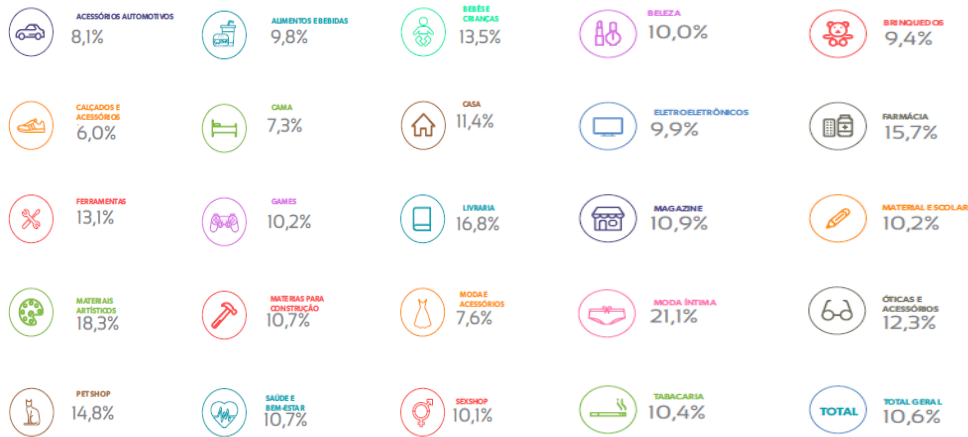 ACESSÓRIOS AUTOMOTIVOS
8,1%
ALIMENTOS E BEBIDAS
9,8%
BEBÊS E
CRIANÇAS
13,5%
BELEZA
10,0%
BRINQUEDOS
9,4%
CALÇADOS E
ACESSÓRIOS
6,0%
CAMA
7,3%
CASA
11,4%
ELETROELETRÔNICOS
9,9%
FARMÁCIA
15,7%
FERRAMENTAS
13,1%
GAMES
10,2%
LIVRARIA
16,8%
MAGAZINE
10,9%
MATERIAL ESCOLAR
10,2%
MATERIAIS
ARTÍSTICOS
18,3%
MATERIAS PARA
CONSTRUÇÃO
10,7%
MODA E
ACESSÓRIOS
7,6%
MODA ÍNTIMA
21,1%
ÓTICAS E
ACESSÓRIOS
12,3%
PET SHOP
14,8%
SAÚDE E
BEM-ESTAR
10,7%
SEXSHOP
10,1%
TABACARIA
10,4%
TOTAL
TOTAL GERAL
10,6%